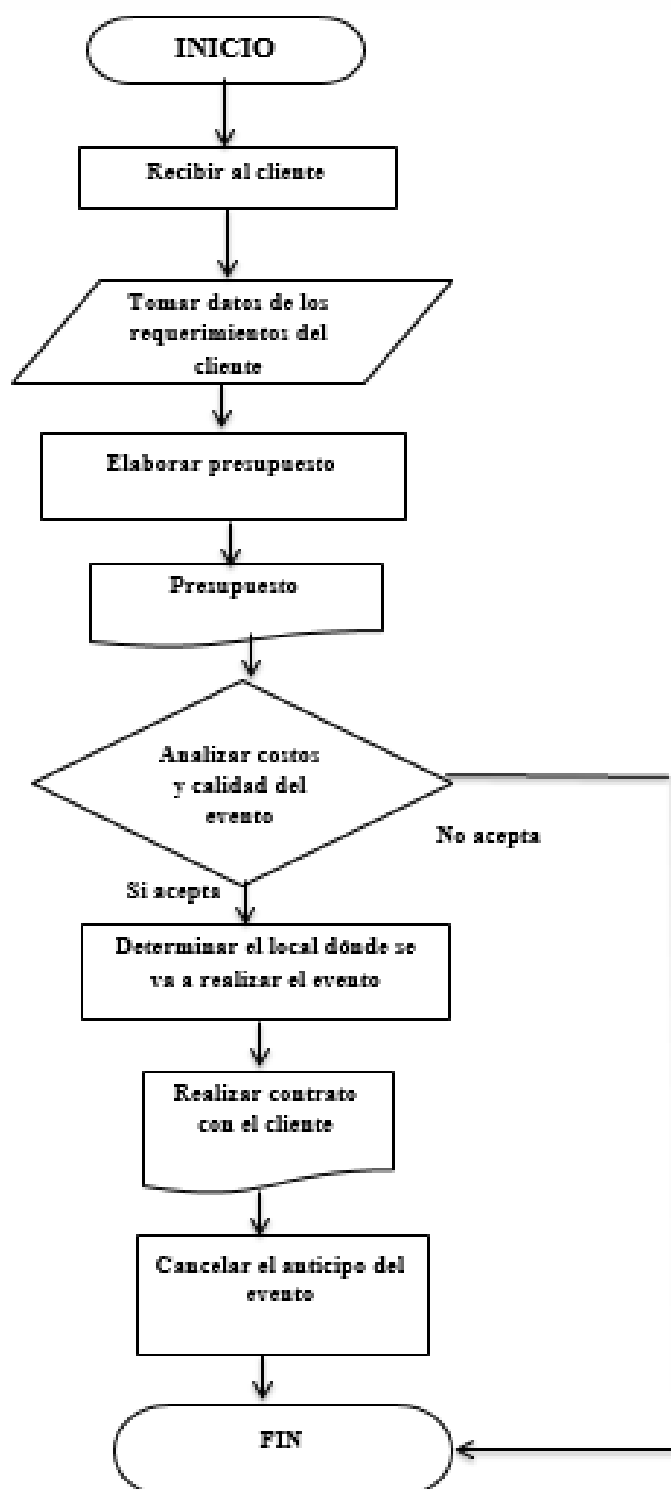 INICIO
Recibir al cliente
Tomar datos de los
requerimientos del
cliente
Elaborar presupuesto
Presupuesto
Analizar costos
y calidad del
evento
No acepta
Si acepta
Determinar el local dónde se
va a realizar el evento
Realizar contrato
con el cliente
Cancelar el anticipo del
evento
FIN